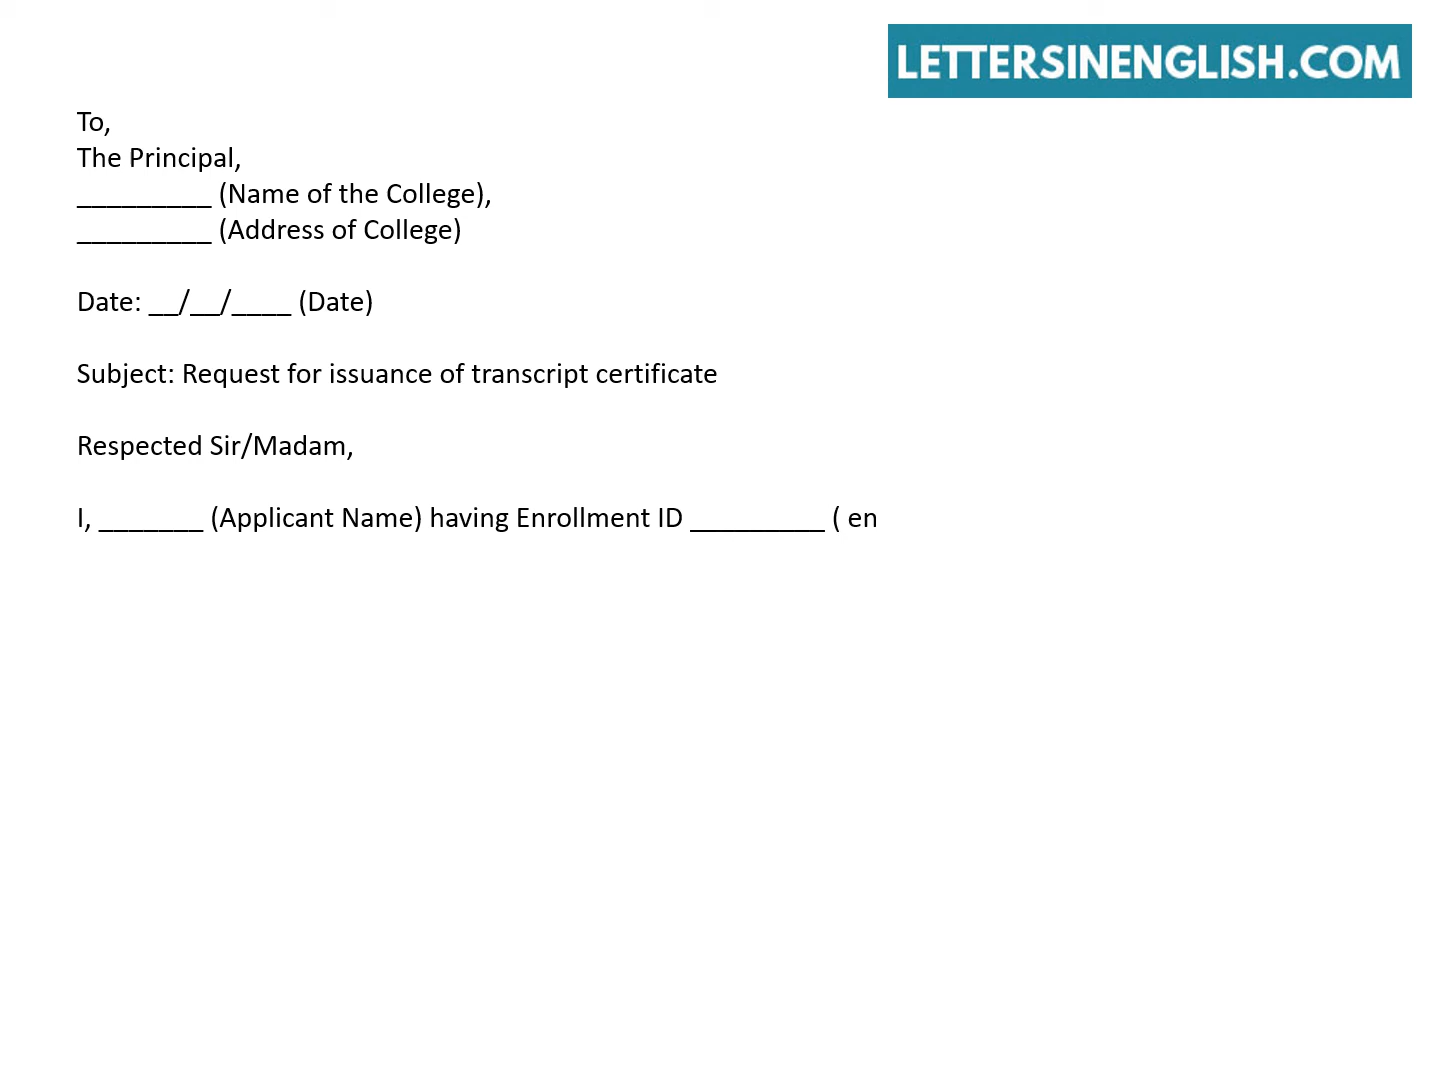 LETTERSINENGLISH.COM
To,
The Principal,
_________ (Name of the College),
_________ (Address of College)
Date: __/__/____ (Date)
Subject: Request for issuance of transcript certificate
Respected Sir/Madam,
I, _______ (Applicant Name) having Enrollment ID _________ ( en